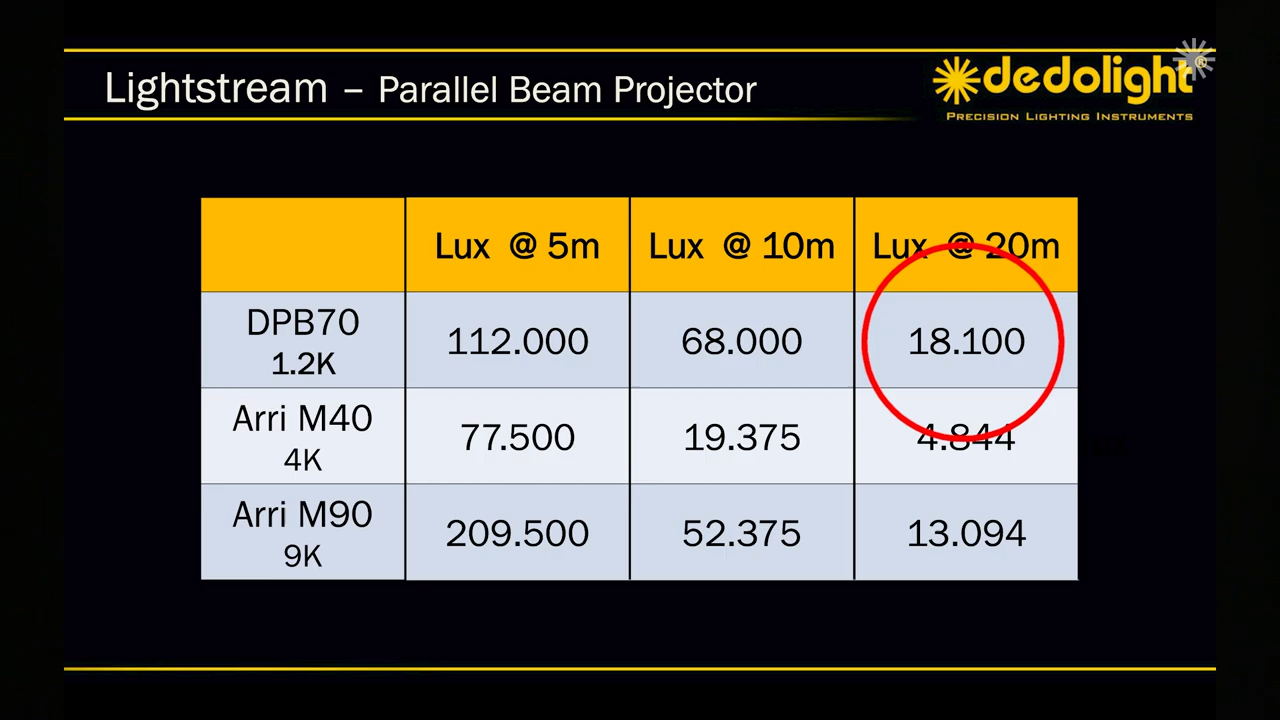 Lightstream – Parallel Beam Projector
dedolight®
PRECISION LIGHTING INSTRUMENTS
Lux @ 5m Lux @ 10m Lux @ 20m
DPB70
1.2K
112.000 68.000 18.100
Arri M40
4K
77.500 19.375 4.844
Arri M90
9K
209.500 52.375 13.094